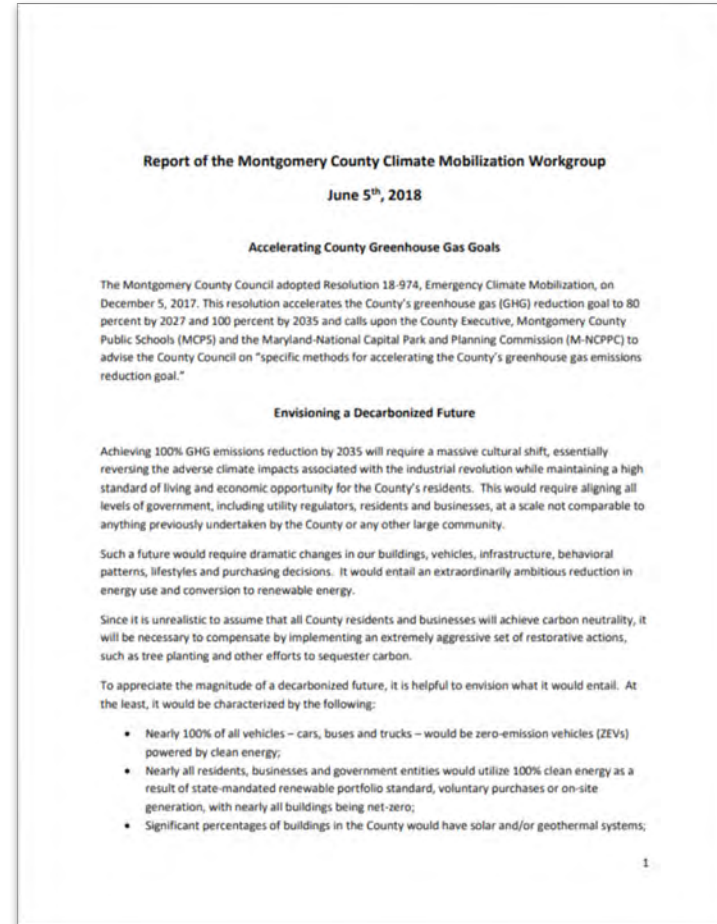 Report of the Montgomery County Climate Mobilization Workgroup
June 5th, 2018
Accelerating County Greenhouse Gas Goals
The Montgomery County Council adopted Resolution 18-974, Emergency Climate Mobilization, on
December 5, 2017. This resolution accelerates the County's greenhouse gas (GHG) reduction goal to 80
percent by 2027 and 100 percent by 2035 and calls upon the County Executive, Montgomery County
Public Schools (MCPS) and the Maryland-National Capital Park and Planning Commission (M-NCPPC) to
advise the County Council on "specific methods for accelerating the County's greenhouse gas emissions
reduction goal."
Envisioning a Decarbonized Future
Achieving 100% GHG emissions reduction by 2035 will require a massive cultural shift, essentially
reversing the adverse climate impacts associated with the industrial revolution while maintaining a high
standard of living and economic opportunity for the County's residents. This would require aligning all
levels of government, including utility regulators, residents and businesses, at a scale not comparable to
anything previously undertaken by the County or any other large community.
Such a future would require dramatic changes in our buildings, vehicles, infrastructure, behavioral
patterns, lifestyles and purchasing decisions. It would entail an extraordinarily ambitious reduction in
energy use and conversion to renewable energy.
Since it is unrealistic to assume that all County residents and businesses will achieve carbon neutrality, it
will be necessary to compensate by implementing an extremely aggressive set of restorative actions,
such as tree planting and other efforts to sequester carbon.
To appreciate the magnitude of a decarbonized future, it is helpful to envision what it would entail. At
the least, it would be characterized by the following:
• Nearly 100% of all vehicles – cars, buses and trucks – would be zero-emission vehicles (ZEVs)
powered by clean energy;
• Nearly all residents, businesses and government entities would utilize 100% clean energy as a
result of state-mandated renewable portfolio standard, voluntary purchases or on-site
generation, with nearly all buildings being net-zero;
• Significant percentages of buildings in the County would have solar and/or geothermal systems;
1